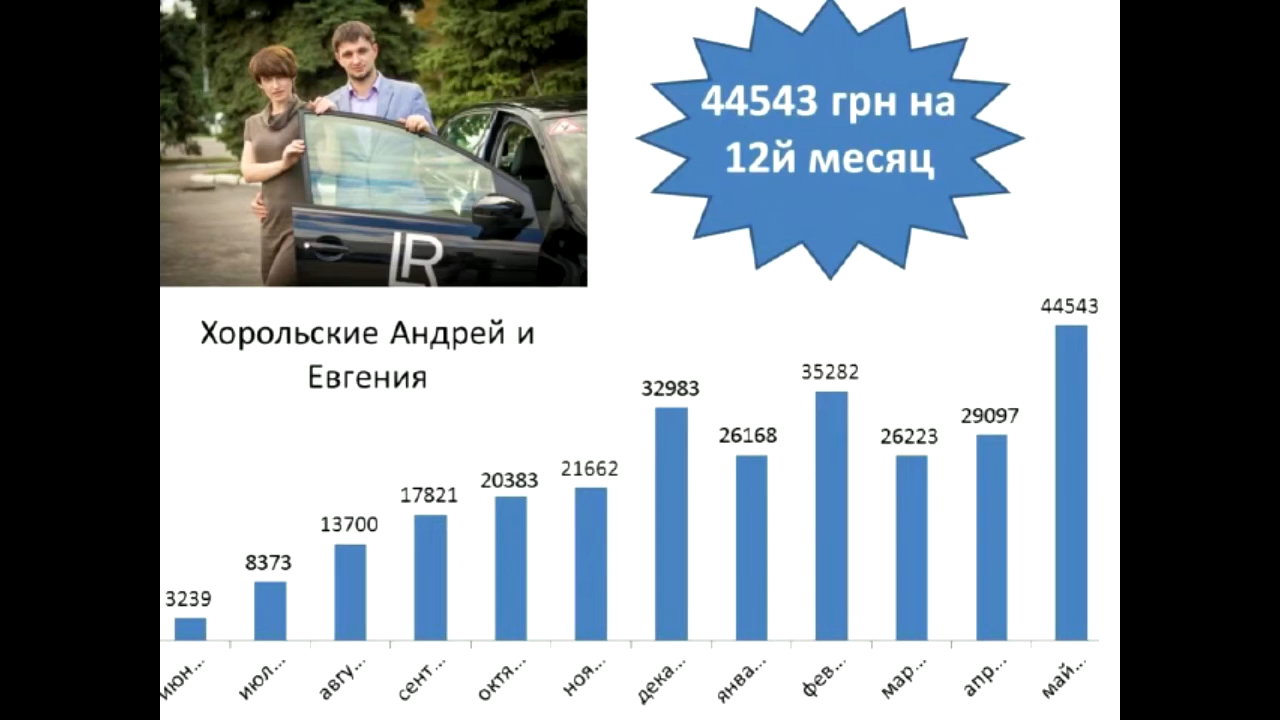 44543 грн на
12й месяц
LR
Хорольские Андрей и
Евгения
3239
8373
13700
17821
20383
21662
32983
26168
35282
26223
29097
44543
июн...
июл...
авгу...
сент...
октя...
ноя...
дека...
янва...
фев...
мар...
апр...
май...